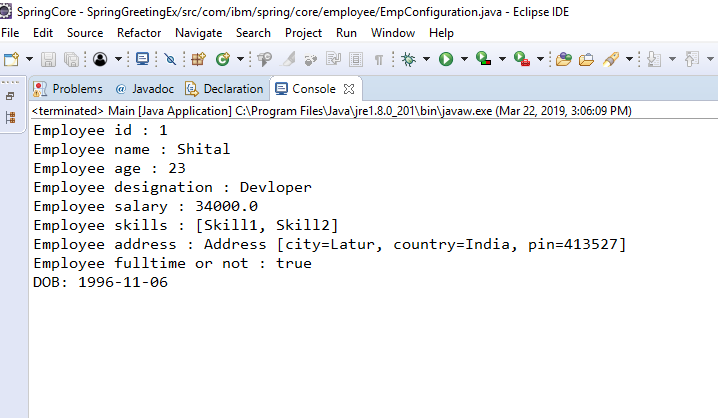 SpringCore - SpringGreetingEx/src/com/ibm/spring/core/employee/EmpConfiguration.java - Eclipse IDE
File Edit Source Refactor Navigate Search Project Run Window Help
Problems @ Javadoc Declaration Console
<terminated> Main [Java Application] C:\Program Files\Java\jre1.8.0_201\bin\javaw.exe (Mar 22, 2019, 3:06:09 PM)
Employee id : 1
Employee name : Shital
Employee age : 23
Employee designation : Devloper
Employee salary : 34000.0
Employee skills : [Skill1, Skill2]
Employee address : Address [city=Latur, country=India, pin=413527]
Employee fulltime or not : true
DOB: 1996-11-06